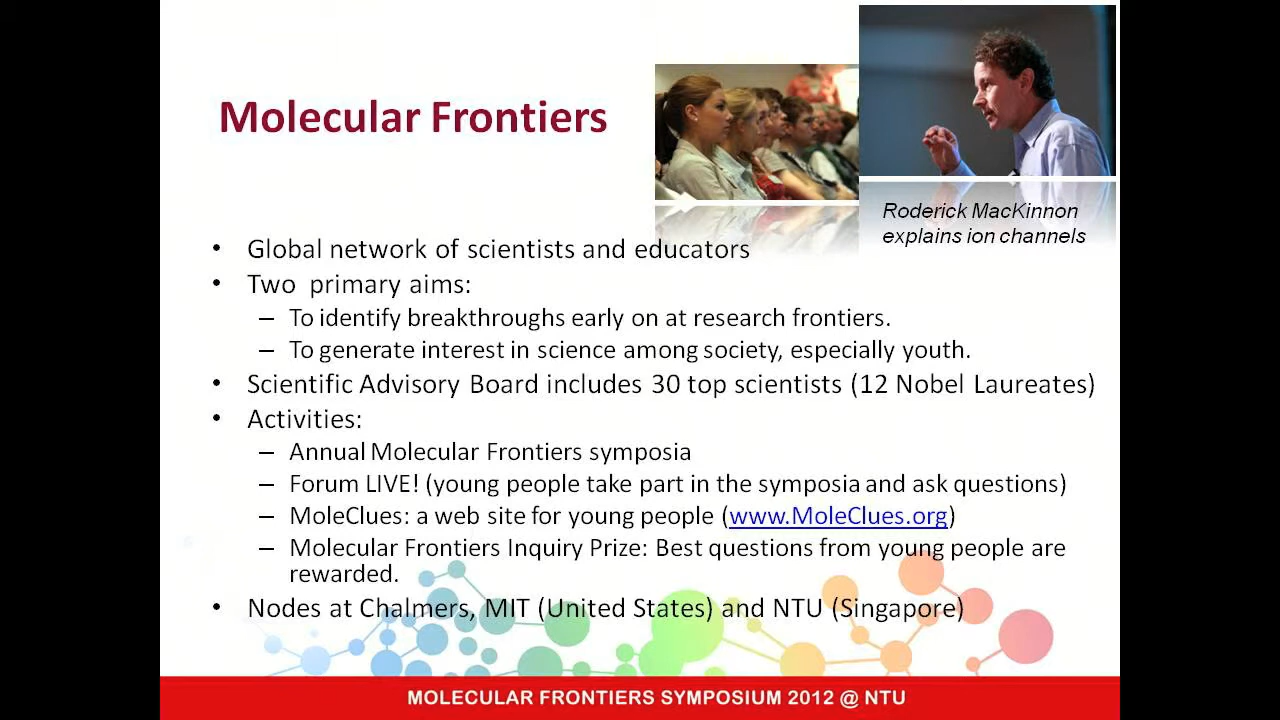 Molecular Frontiers
Roderick MacKinnon
explains ion channels
• Global network of scientists and educators
• Two primary aims:
– To identify breakthroughs early on at research frontiers.
– To generate interest in science among society, especially youth.
• Scientific Advisory Board includes 30 top scientists (12 Nobel Laureates)
• Activities:
– Annual Molecular Frontiers symposia
– Forum LIVE! (young people take part in the symposia and ask questions)
– MoleClues: a web site for young people (www.MoleClues.org)
– Molecular Frontiers Inquiry Prize: Best questions from young people are
rewarded.
• Nodes at Chalmers, MIT (United States) and NTU (Singapore)
MOLECULAR FRONTIERS SYMPOSIUM 2012 @ NTU